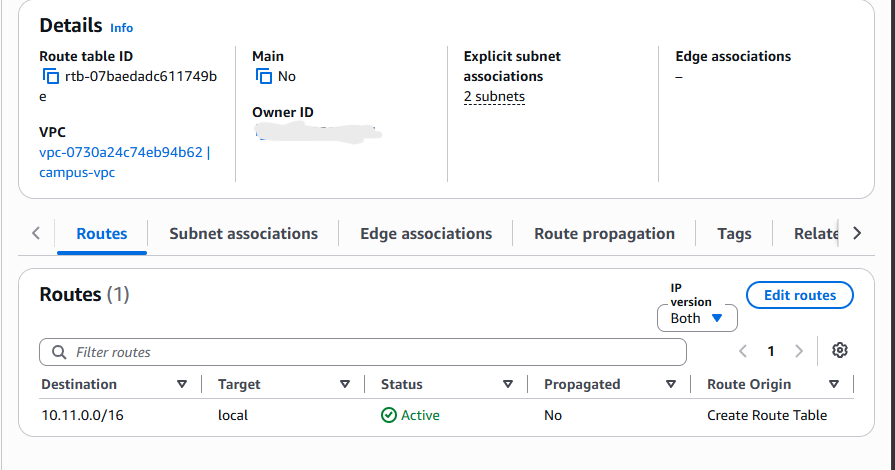 Details Info
Route table ID
rtb-07baedadc611749b
e
VPC
vpc-0730a24c74eb94b62 |
campus-vpc
Main
No
Owner ID
Explicit subnet
associations
2 subnets
Edge associations
–
Routes
Subnet associations
Edge associations
Route propagation
Tags
Relate
Routes (1)
IP
version
Both
Edit routes
Filter routes
1
Destination Target Status Propagated Route Origin
10.11.0.0/16 local Active No Create Route Table